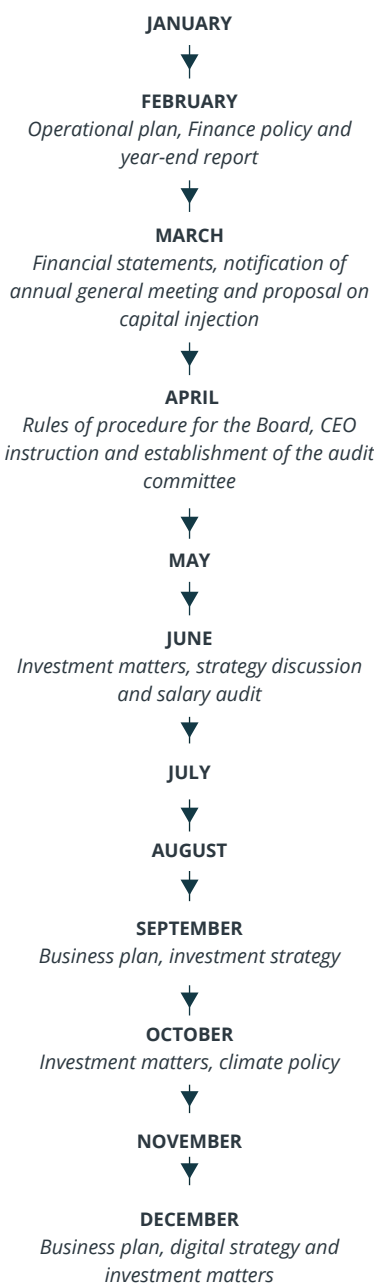 JANUARY
FEBRUARY
Operational plan, Finance policy and
year-end report
MARCH
Financial statements, notification of
annual general meeting and proposal on
capital injection
APRIL
Rules of procedure for the Board, CEO
instruction and establishment of the audit
committee
MAY
JUNE
Investment matters, strategy discussion
and salary audit
JULY
AUGUST
SEPTEMBER
Business plan, investment strategy
OCTOBER
Investment matters, climate policy
NOVEMBER
DECEMBER
Business plan, digital strategy and
investment matters